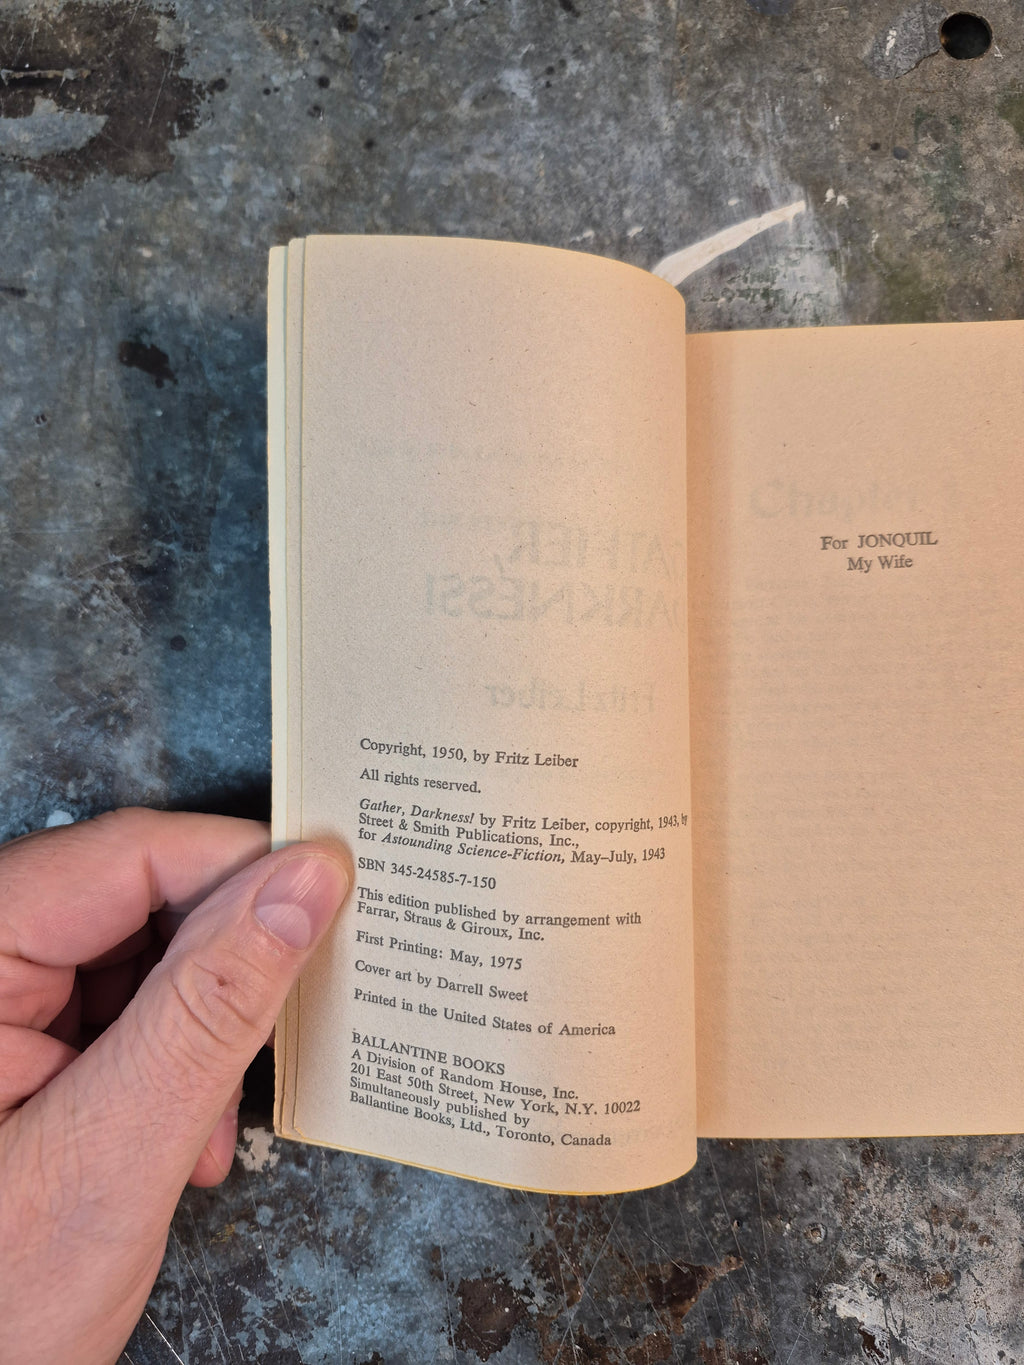 Copyright, 1950, by Fritz Leiber
All rights reserved.
Gather, Darkness! by Fritz Leiber, copyright, 1943, by
Street & Smith Publications, Inc.,
for Astounding Science-Fiction, May–July, 1943
SBN 345-24585-7-150
This edition published by arrangement with
Farrar, Straus & Giroux, Inc.
First Printing: May, 1975
Cover art by Darrell Sweet
Printed in the United States of America
BALLANTINE BOOKS
A Division of Random House, Inc.
201 East 50th Street, New York, N.Y. 10022
Simultaneously published by
Ballantine Books, Ltd., Toronto, Canada
For JONQUIL
My Wife